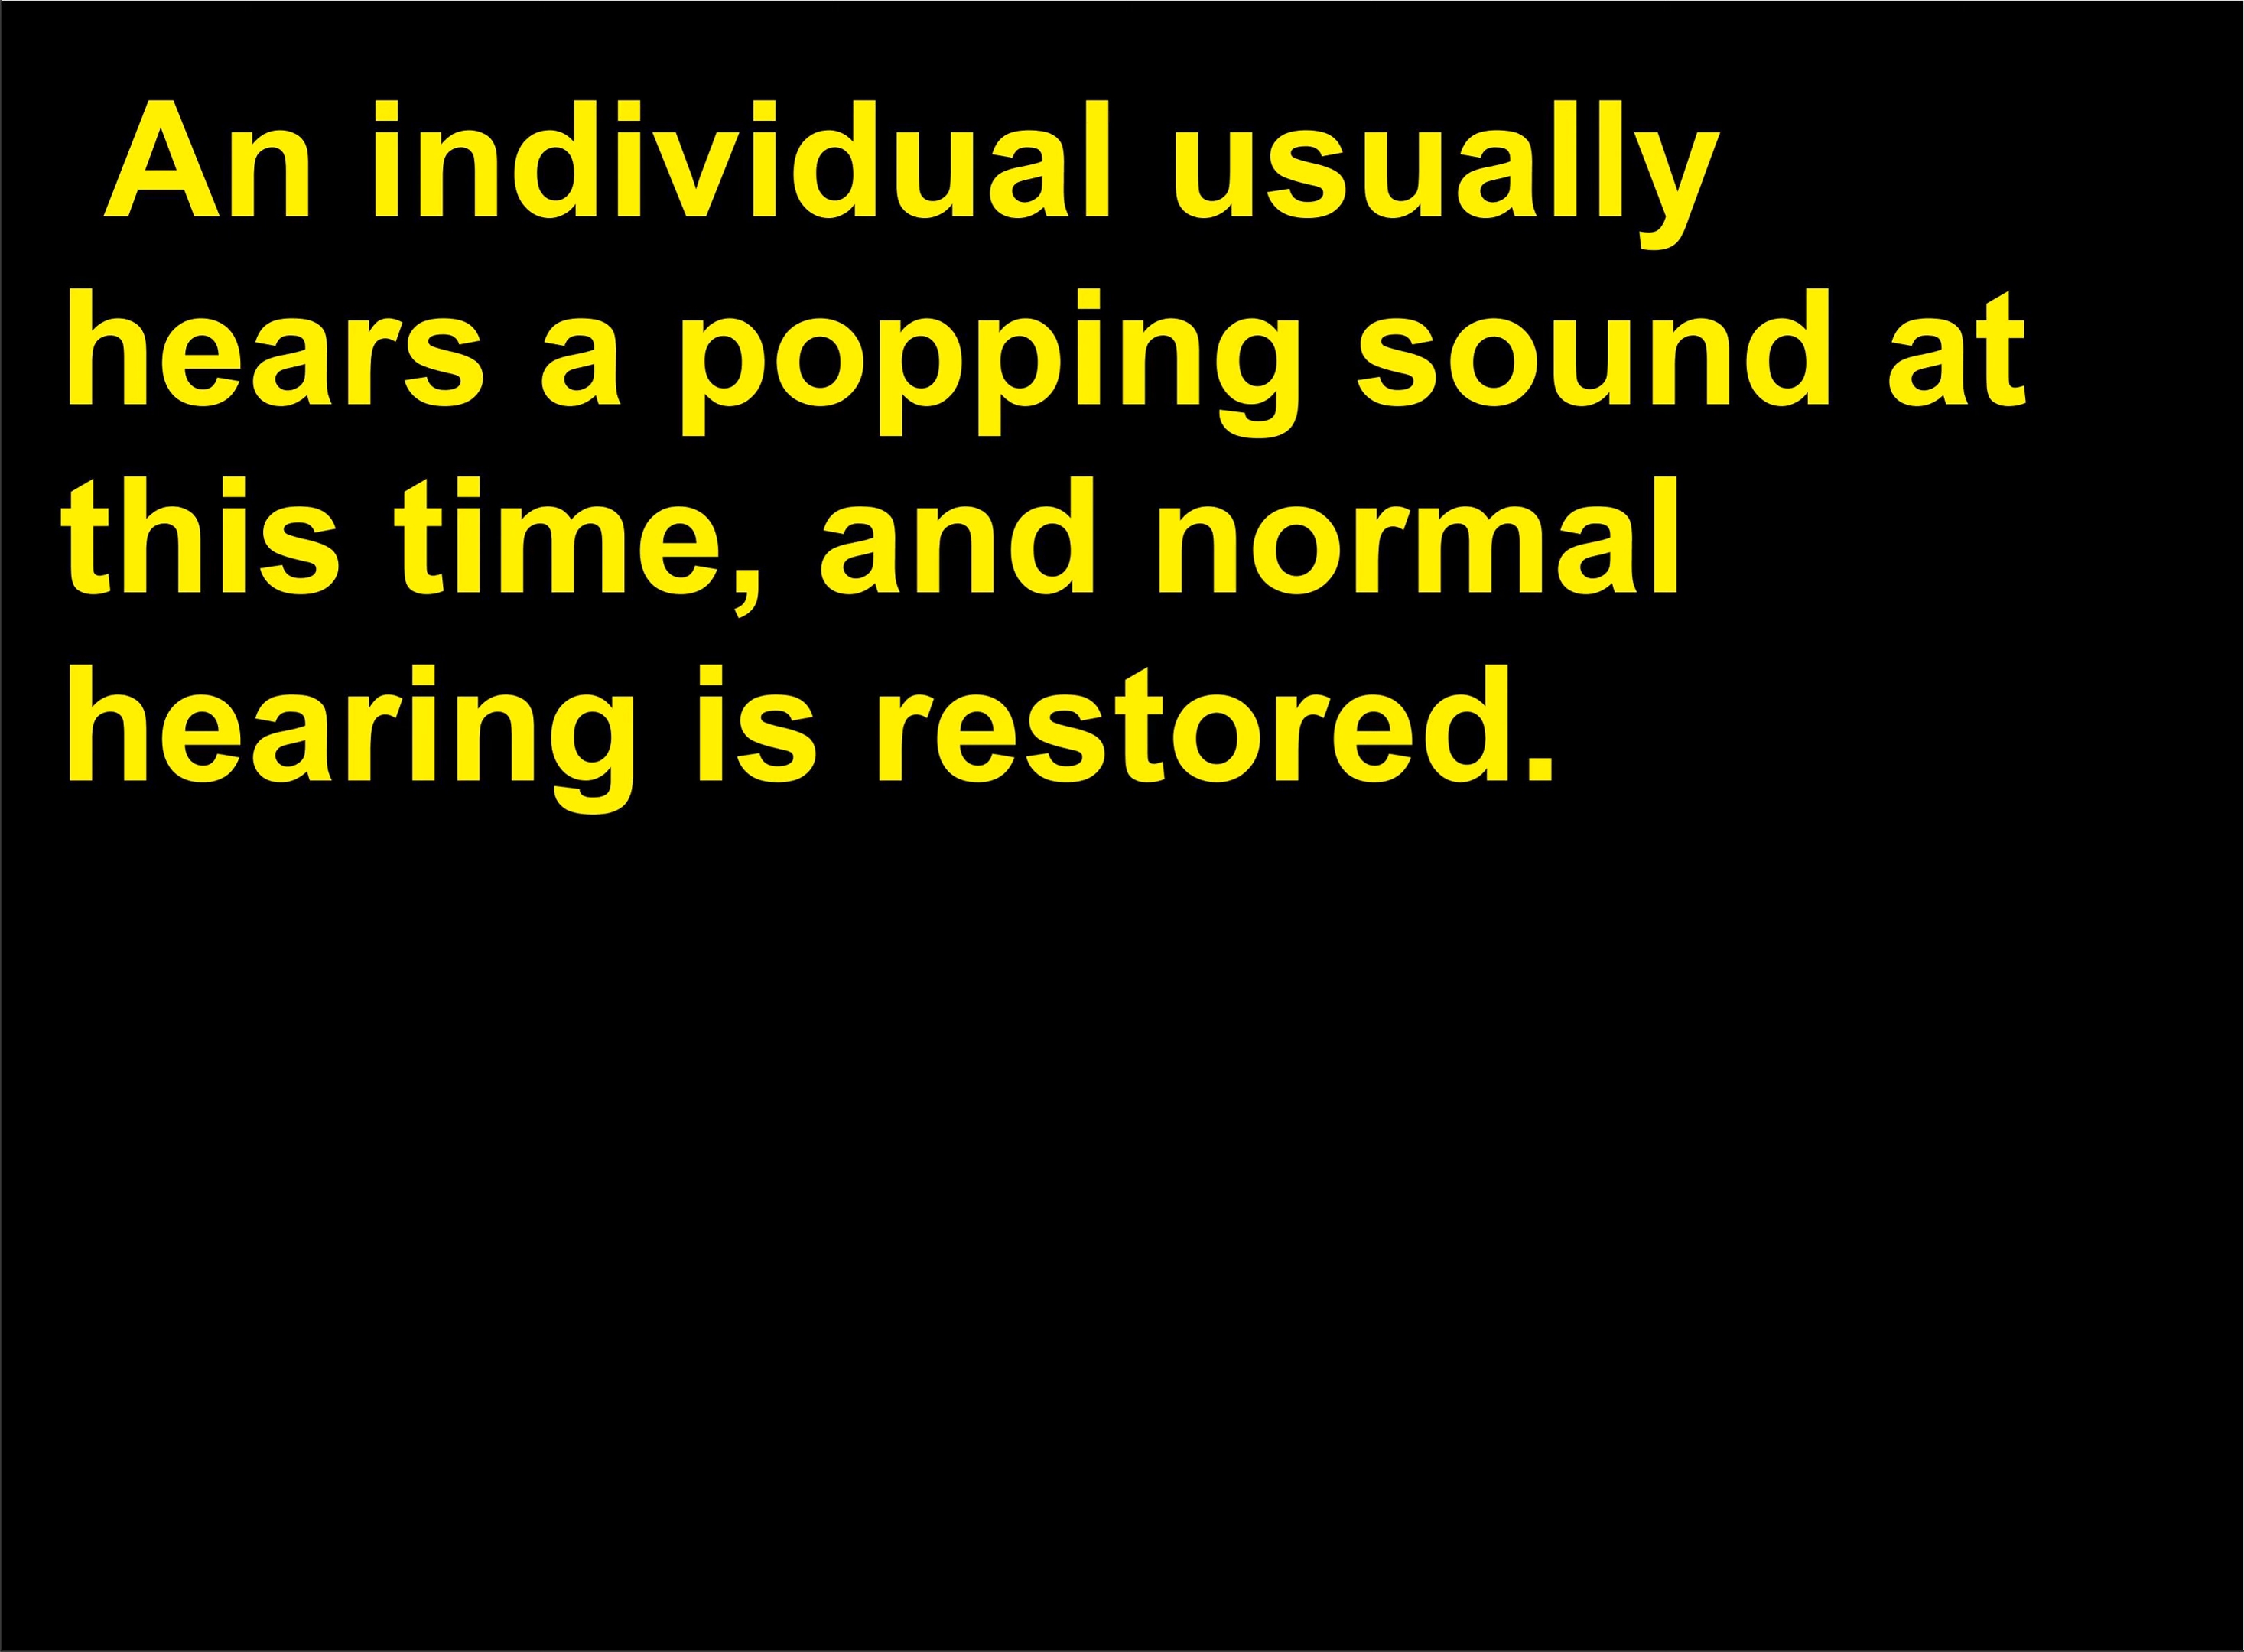 An individual usually
hears a popping sound at
this time, and normal
hearing is restored.